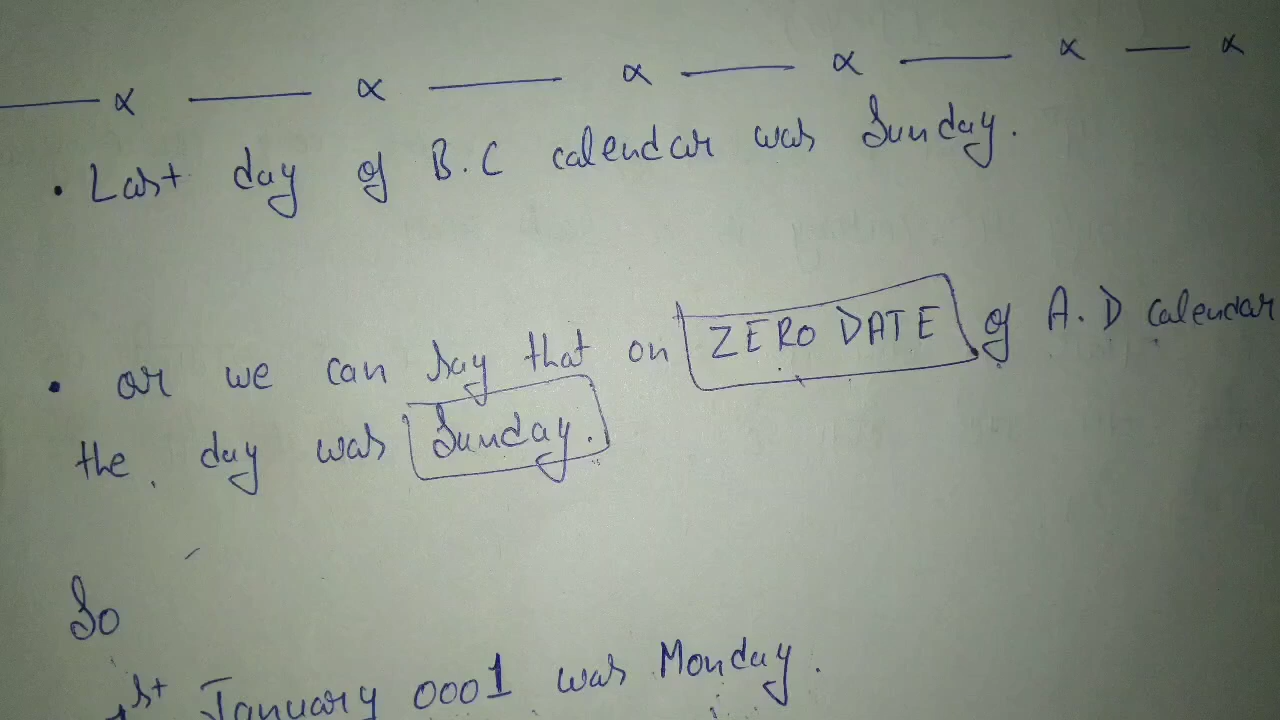 — ∝ — ∝ — ∝ — ∝ — ∝ — ∝
• Last day of B.C calendar was Sunday.
• or we can say that on ZERO DATE of A.D calendar
the day was Sunday.
So
1st January 0001 was Monday.